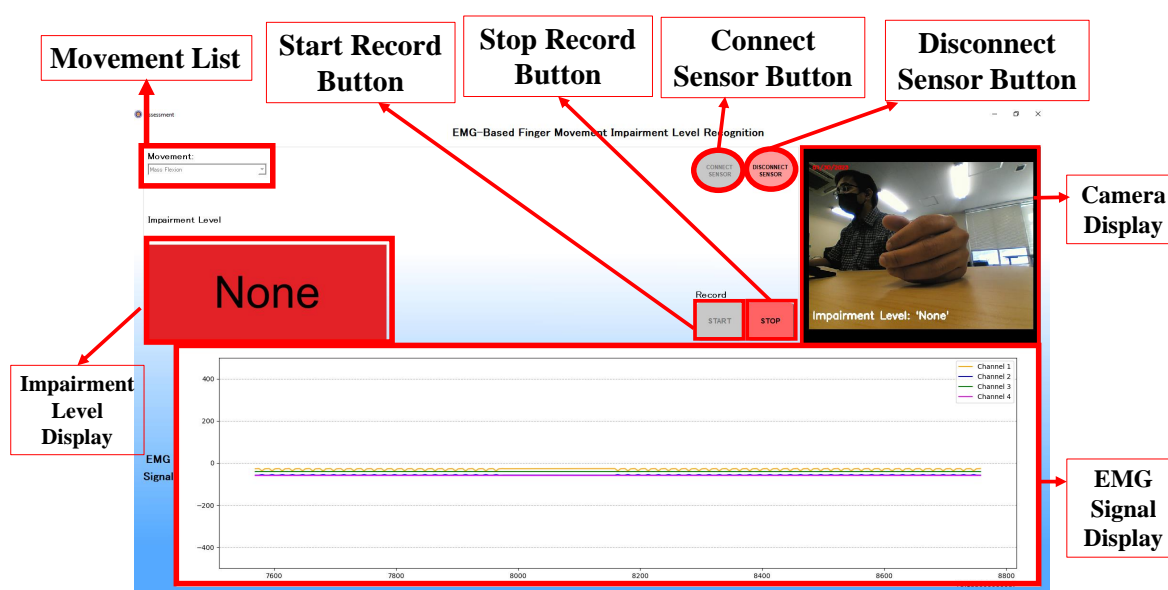 Movement List
Start Record
Button
Stop Record
Button
Connect
Sensor Button
Disconnect
Sensor Button
Assessment
EMG-Based Finger Movement Impairment Level Recognition
Movement:
Mass Flexion
CONNECT
SENSOR
DISCONNECT
SENSOR
Camera
Display
Impairment Level
None
Record
START
STOP
Impairment Level: 'None'
Impairment
Level
Display
EMG
Signal
400
200
0
−200
−400
7600
7800
8000
8200
8400
8600
8800
Channel 1
Channel 2
Channel 3
Channel 4
EMG
Signal
Display